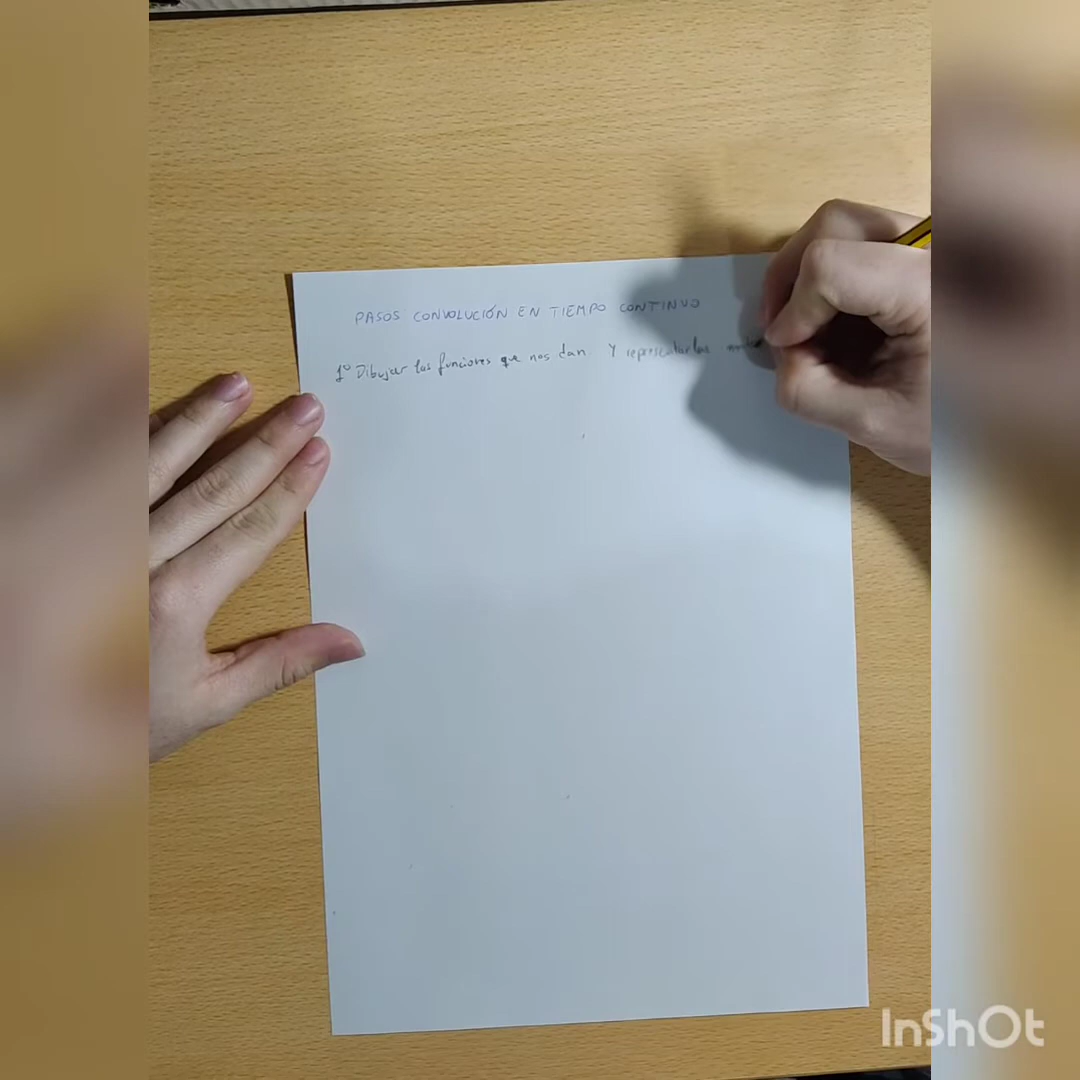 PASOS CONVOLUCIÓN EN TIEMPO CONTINUO
1º Dibujar las funciones que nos dan Y representarlas
InShOt